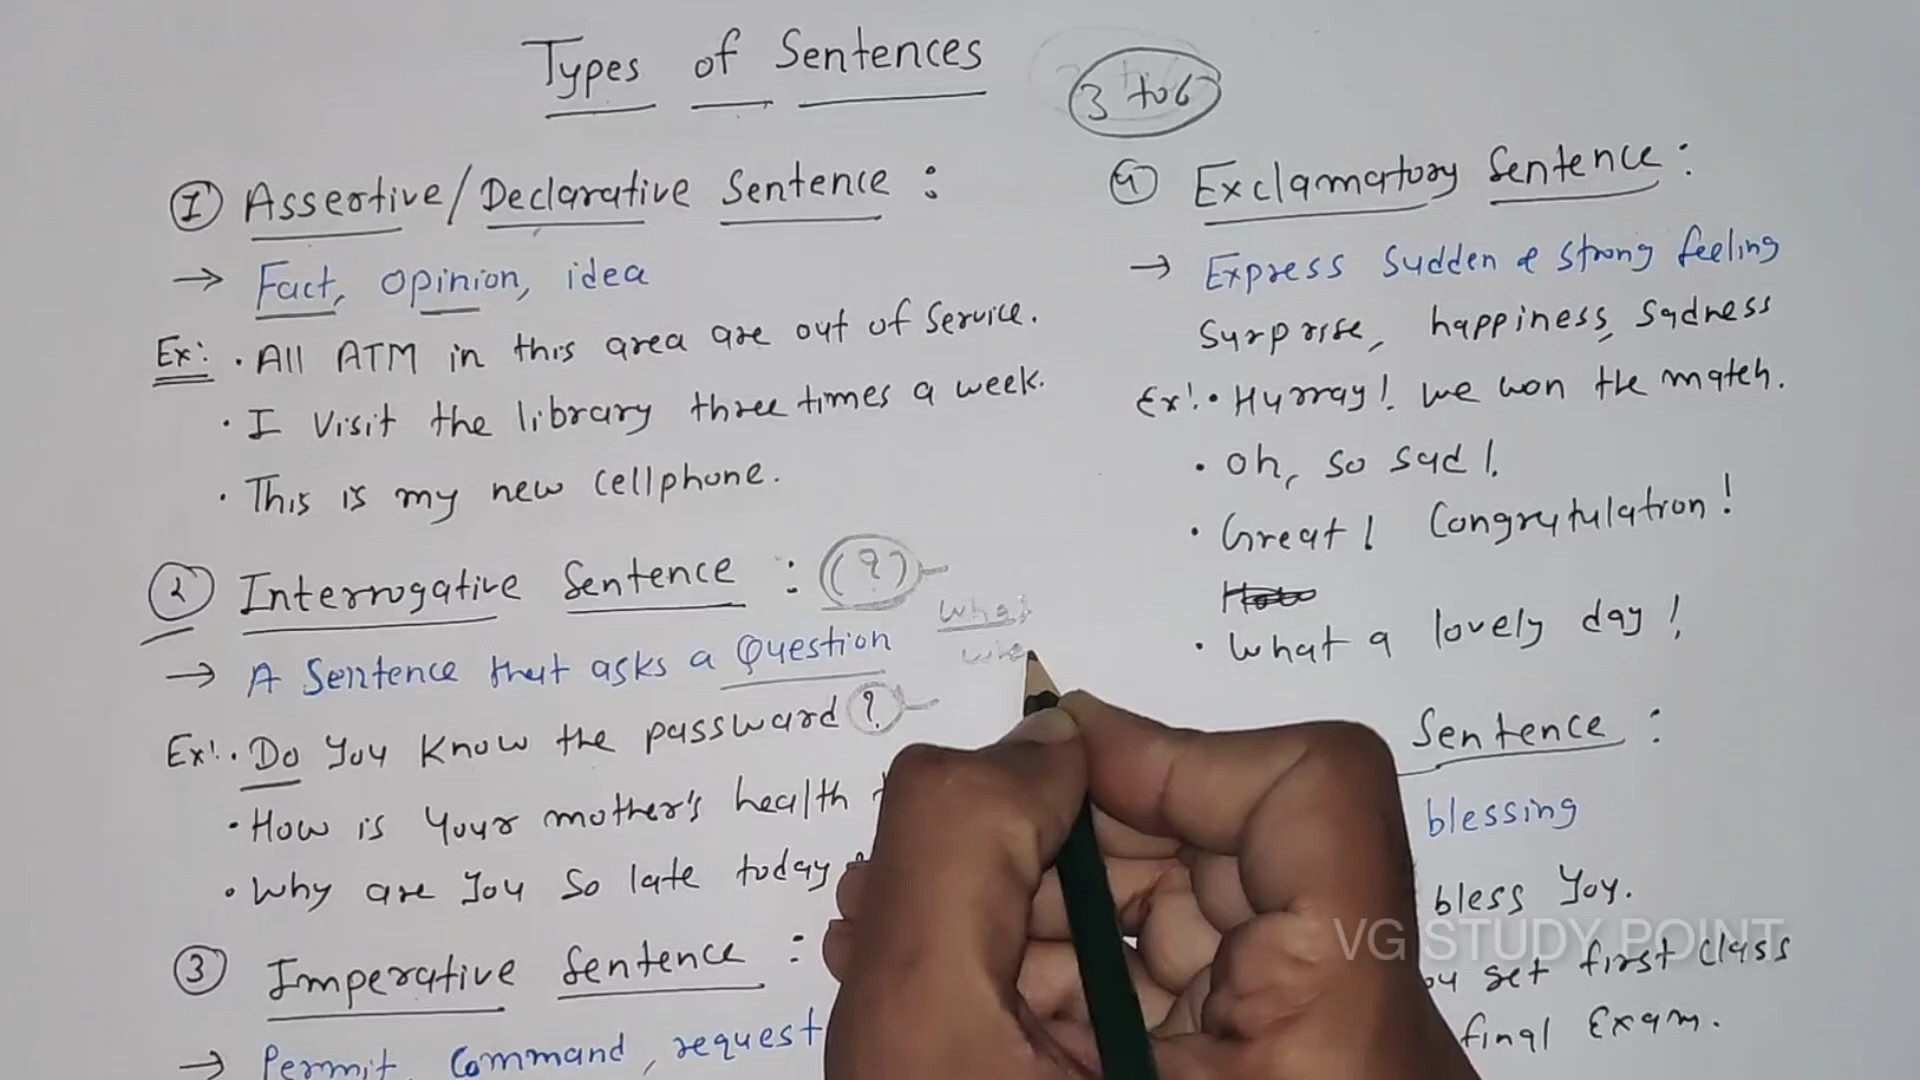 Types of Sentences
3 to 6
① Assertive/Declarative Sentence :
→ Fact, opinion, idea
Ex: • All ATM in this area are out of service.
• I visit the library three times a week.
• This is my new cellphone.
② Interrogative Sentence : (?)
What
→ A Sentence that asks a Question
Ex: • Do you know the password ?
• How is your mother's health
• Why are you so late today
③ Imperative Sentence :
→ Permit, Command, request
④ Exclamatory Sentence :
→ Express sudden & strong feeling
Surprise, happiness, sadness
Ex: • Hurray! we won the match.
• Oh, so sad!
• Great! Congratulation!
• What a lovely day!
Sentence :
blessing
bless you.
get first class
final Exam.
VG STUDY POINT